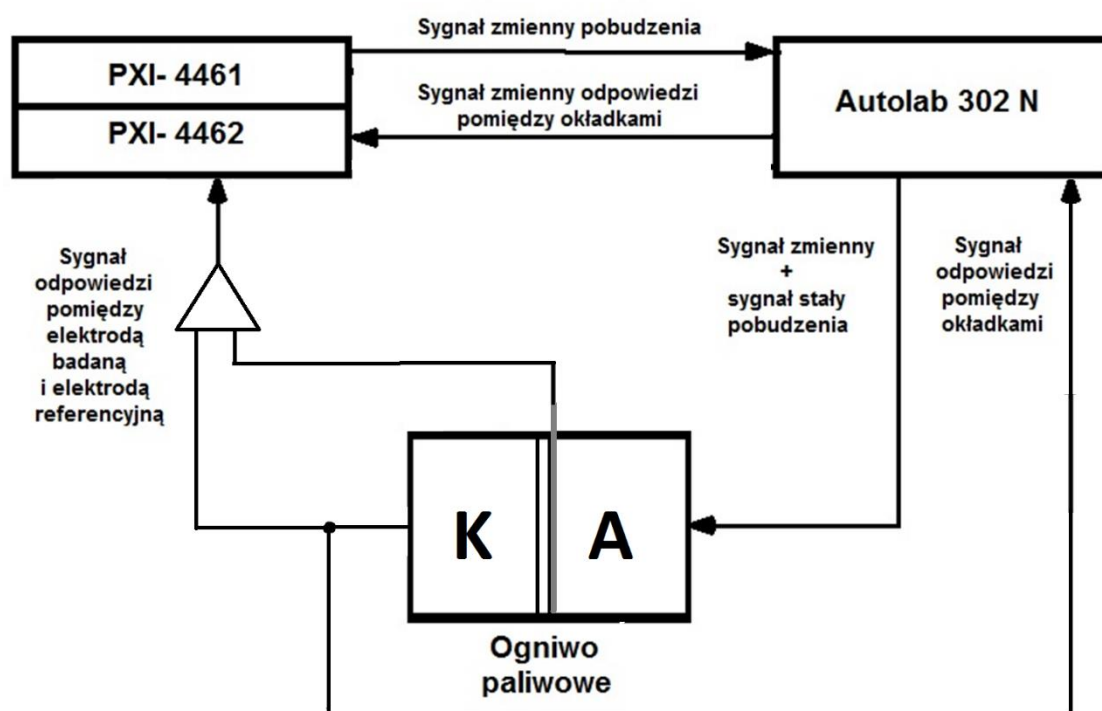 Sygnał zmienny pobudzenia
PXI- 4461
PXI- 4462
Sygnał zmienny odpowiedzi
pomiędzy okładkami
Autolab 302 N
Sygnał
odpowiedzi
pomiędzy
elektrodą
badaną
i elektrodą
referencyjną
Sygnał zmienny
+
sygnał stały
pobudzenia
Sygnał
odpowiedzi
pomiędzy
okładkami
K
A
Ogniwo
paliwowe